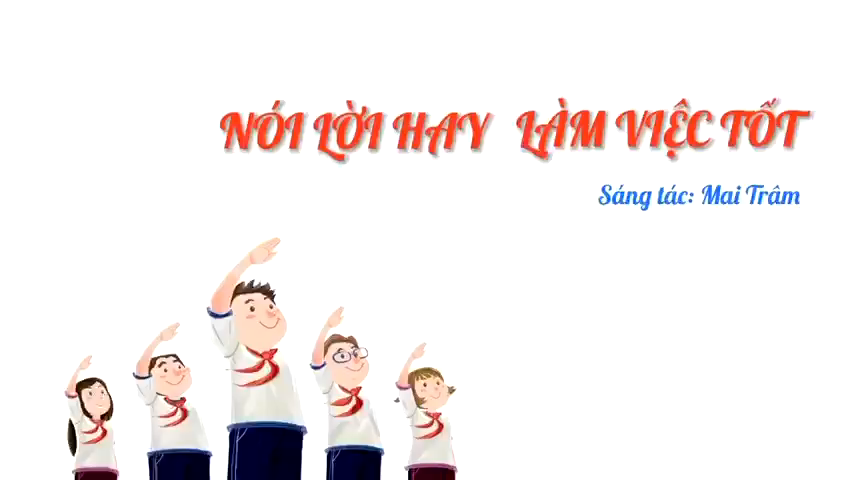 NÓI LỜI HAY LÀM VIỆC TỐT
Sáng tác: Mai Trâm